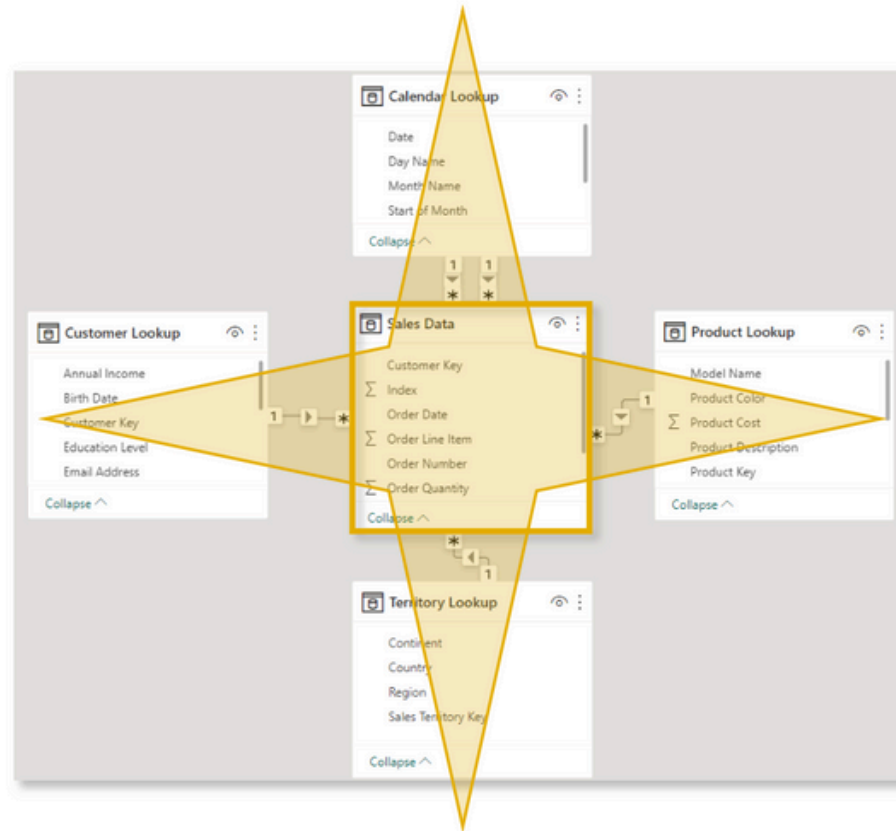 Calendar Lookup
Date
Day Name
Month Name
Start of Month
Collapse
1 1
* *
Customer Lookup
Annual Income
Birth Date
Customer Key
Education Level
Email Address
Collapse
1 *
Sales Data
Customer Key
Σ Index
Order Date
Σ Order Line Item
Order Number
Σ Order Quantity
Collapse
* 1
Product Lookup
Model Name
Product Color
Σ Product Cost
Product Description
Product Key
Collapse
*
1
Territory Lookup
Continent
Country
Region
Sales Territory Key
Collapse